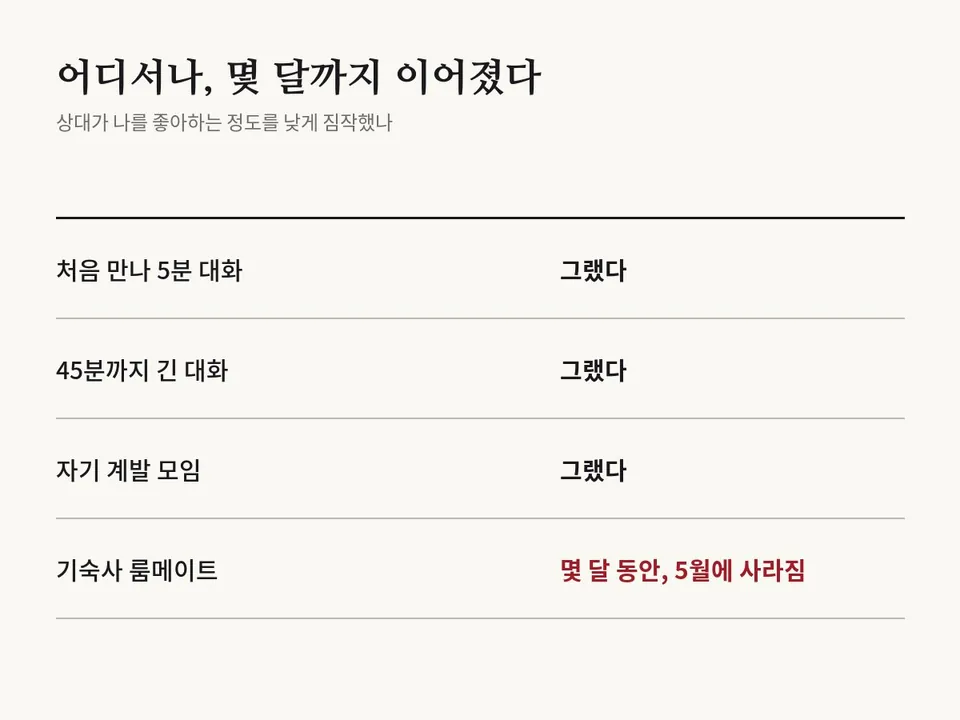 어디서나, 몇 달까지 이어졌다
상대가 나를 좋아하는 정도를 낮게 짐작했나
처음 만나 5분 대화
그랬다
45분까지 긴 대화
그랬다
자기 계발 모임
그랬다
기숙사 룸메이트
몇 달 동안, 5월에 사라짐